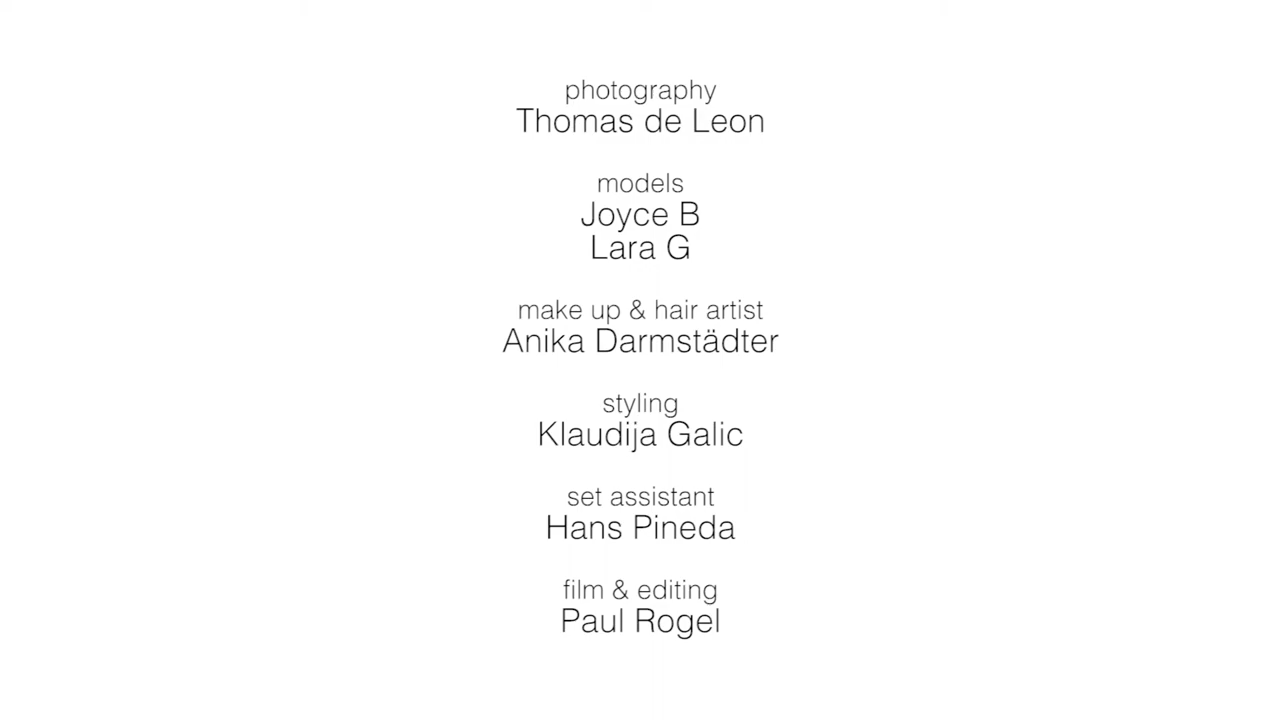 photography
Thomas de Leon
models
Joyce B
Lara G
make up & hair artist
Anika Darmstädter
styling
Klaudija Galic
set assistant
Hans Pineda
film & editing
Paul Rogel